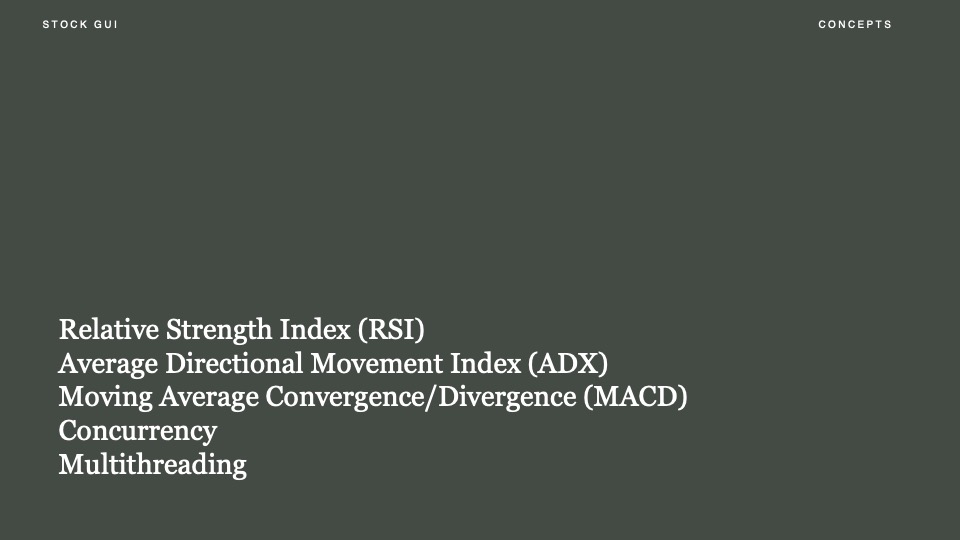 STOCK GUI
CONCEPTS
Relative Strength Index (RSI)
Average Directional Movement Index (ADX)
Moving Average Convergence/Divergence (MACD)
Concurrency
Multithreading